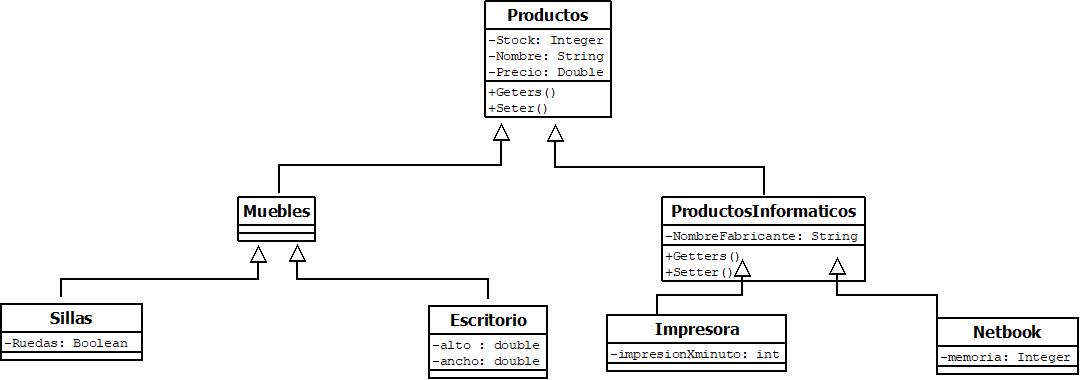 Productos
-Stock: Integer
-Nombre: String
-Precio: Double
+Geters()
+Seter()
Muebles
ProductosInformaticos
-NombreFabricante: String
+Getters()
+Setter()
Sillas
-Ruedas: Boolean
Escritorio
-alto : double
-ancho: double
Impresora
-impresionXminuto: int
Netbook
-memoria: Integer